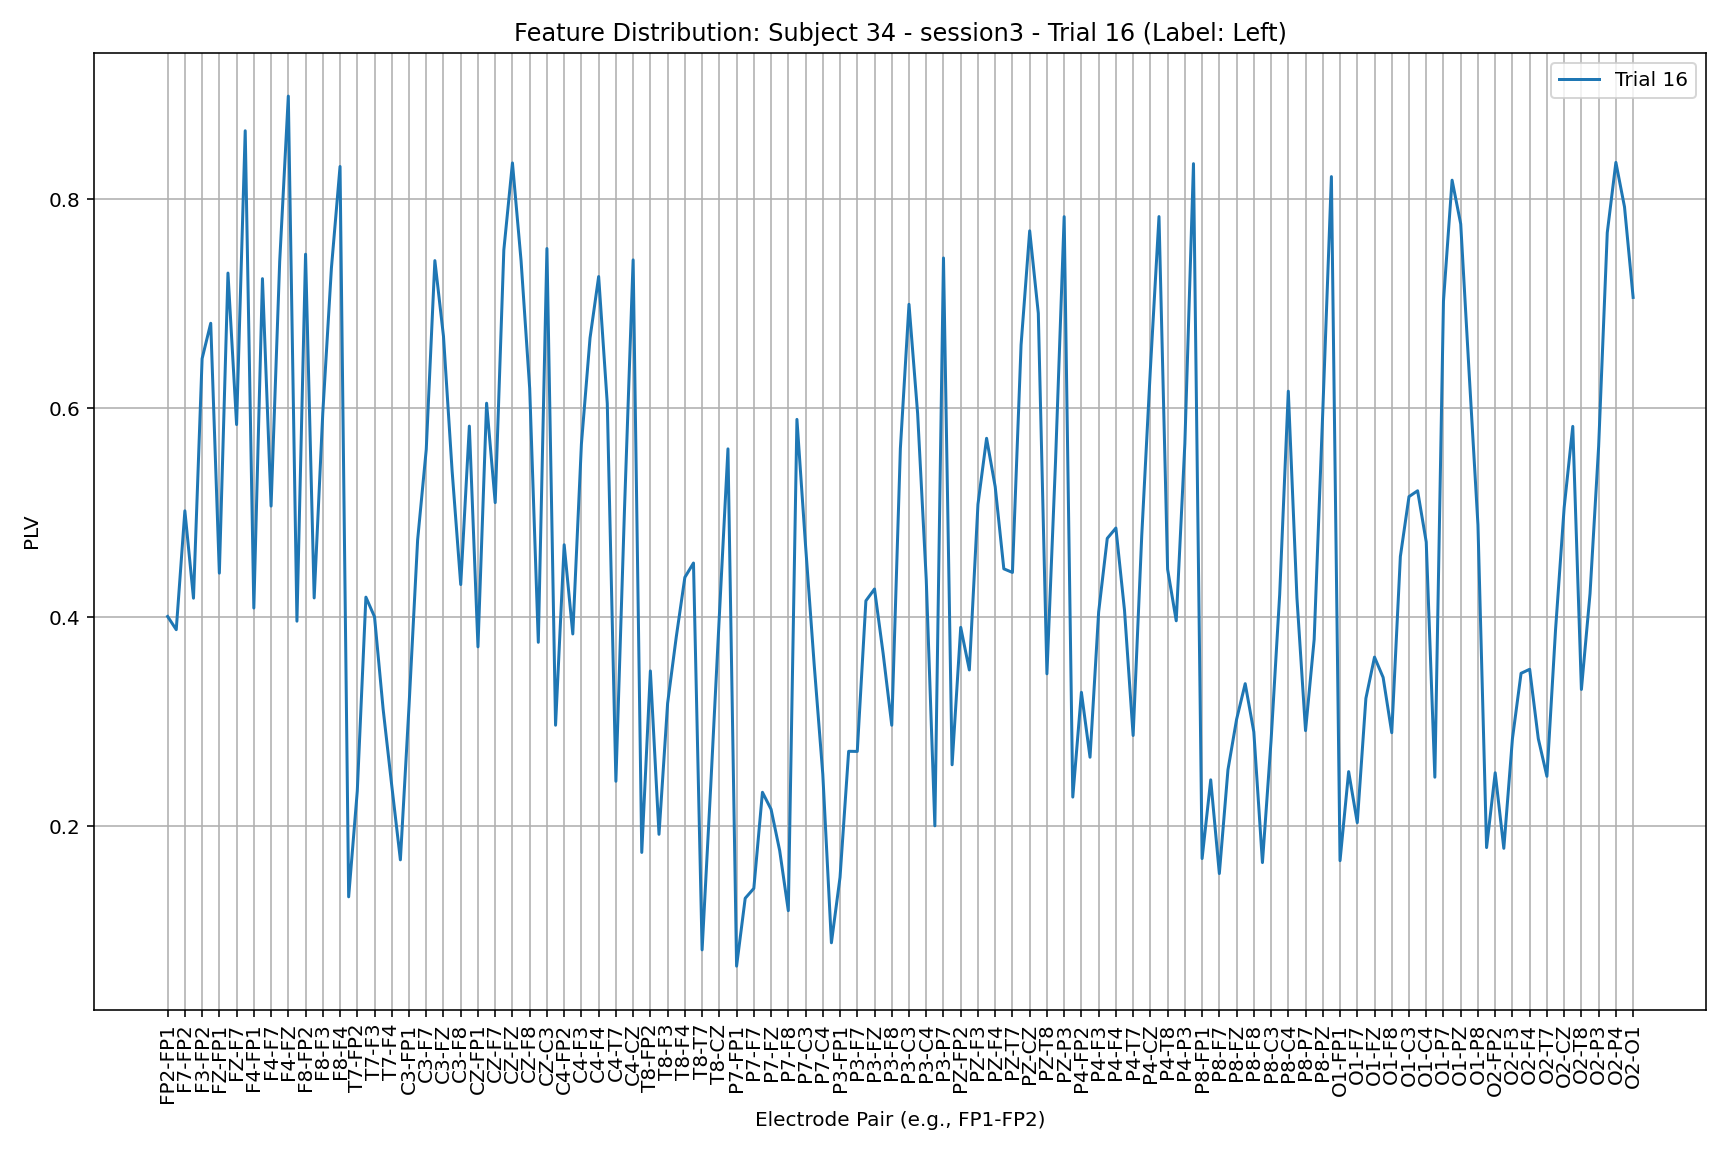 Feature Distribution: Subject 34 - session3 - Trial 16 (Label: Left)
Trial 16
0.8
0.6
0.4
0.2
PLV
FP2-FP1
F7-FP2
F3-FP2
FZ-FP1
FZ-F7
F4-FP1
F4-F7
F4-FZ
F8-FP2
F8-F3
F8-F4
T7-FP2
T7-F3
T7-F4
C3-FP1
C3-F7
C3-FZ
C3-F8
CZ-FP1
CZ-F7
CZ-FZ
CZ-F8
CZ-C3
C4-FP2
C4-F3
C4-F4
C4-T7
C4-CZ
T8-FP2
T8-F3
T8-F4
T8-T7
T8-CZ
P7-FP1
P7-F7
P7-FZ
P7-F8
P7-C3
P7-C4
P3-FP1
P3-F7
P3-FZ
P3-F8
P3-C3
P3-C4
P3-P7
PZ-FP2
PZ-F3
PZ-F4
PZ-T7
PZ-CZ
PZ-T8
PZ-P3
P4-FP2
P4-F3
P4-F4
P4-T7
P4-CZ
P4-T8
P4-P3
P8-FP1
P8-F7
P8-FZ
P8-F8
P8-C3
P8-C4
P8-P7
P8-PZ
O1-FP1
O1-F7
O1-FZ
O1-F8
O1-C3
O1-C4
O1-P7
O1-PZ
O1-P8
O2-FP2
O2-F3
O2-F4
O2-T7
O2-CZ
O2-T8
O2-P3
O2-P4
O2-O1
Electrode Pair (e.g., FP1-FP2)